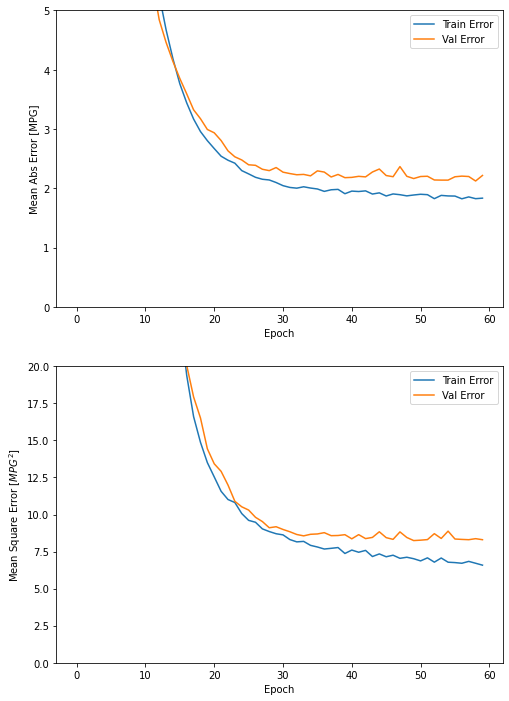 5
4
3
2
1
0
Mean Abs Error [MPG]
Train Error
Val Error
0 10 20 30 40 50 60
Epoch
20.0
17.5
15.0
12.5
10.0
7.5
5.0
2.5
0.0
Mean Square Error [MPG²]
Train Error
Val Error
0 10 20 30 40 50 60
Epoch